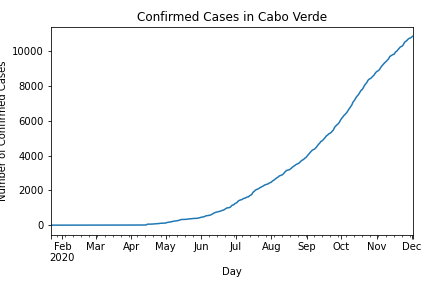 Confirmed Cases in Cabo Verde
Number of Confirmed Cases
10000
8000
6000
4000
2000
0
Feb Mar Apr May Jun Jul Aug Sep Oct Nov Dec
2020
Day